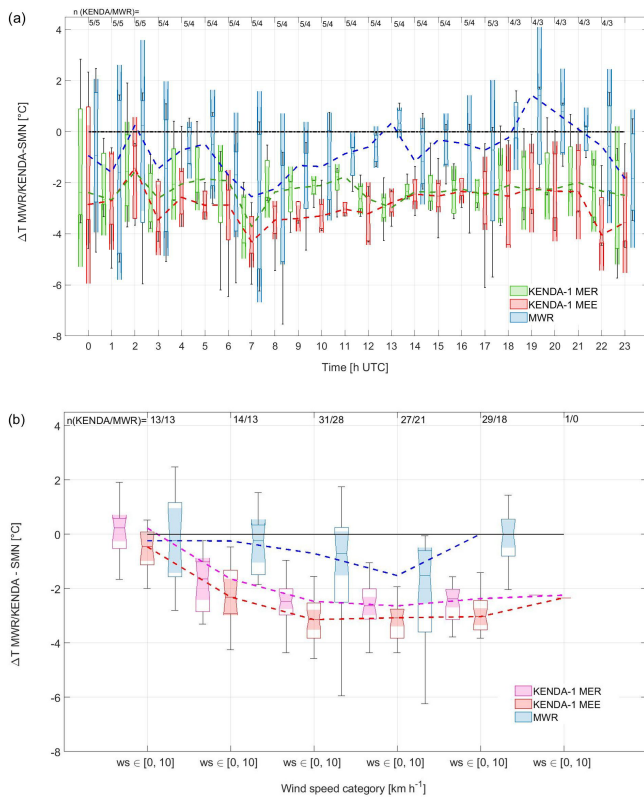 (a)
n (KENDA/MWR)=
5/5 5/5 5/5 5/4 5/4 5/4 5/4 5/4 5/4 5/4 5/4 5/4 5/4 5/4 5/4 5/4 5/4 5/3 4/3 4/3 4/3 4/3 4/3
4
2
0
-2
-4
-6
-8
ΔT MWR/KENDA-SMN [°C]
KENDA-1 MER
KENDA-1 MEE
MWR
0 1 2 3 4 5 6 7 8 9 10 11 12 13 14 15 16 17 18 19 20 21 22 23
Time [h UTC]
(b)
n(KENDA/MWR)= 13/13 14/13 31/28 27/21 29/18 1/0
4
2
0
-2
-4
-6
-8
ΔT MWR/KENDA - SMN [°C]
KENDA-1 MER
KENDA-1 MEE
MWR
ws ∈ [0, 10] ws ∈ [0, 10] ws ∈ [0, 10] ws ∈ [0, 10] ws ∈ [0, 10] ws ∈ [0, 10]
Wind speed category [km h⁻¹]